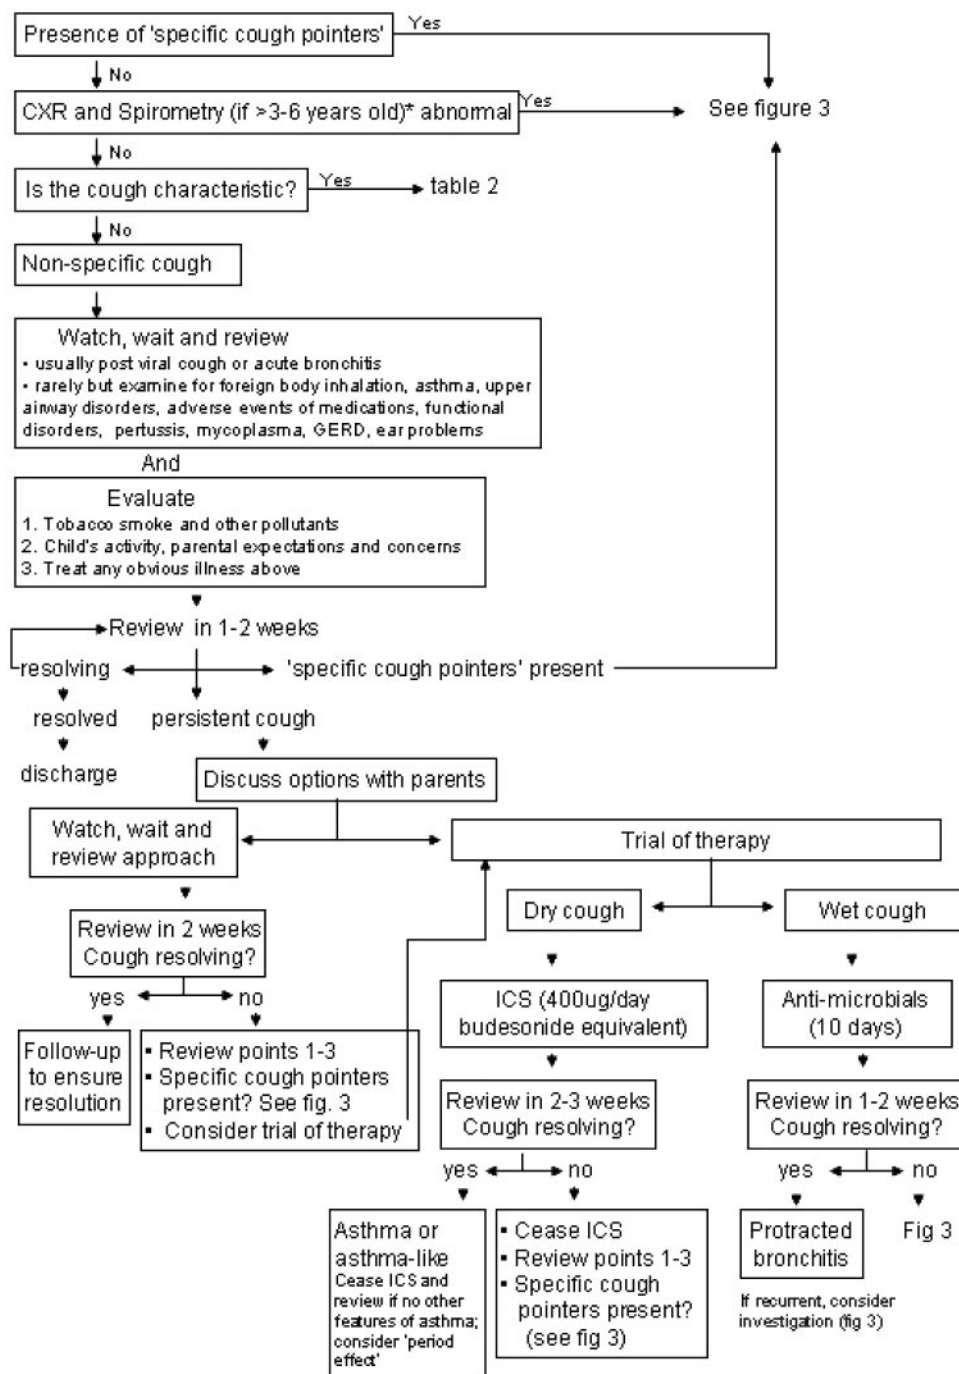 Presence of 'specific cough pointers'
Yes
No
CXR and Spirometry (if >3-6 years old)* abnormal
Yes
See figure 3
No
Is the cough characteristic?
Yes
table 2
No
Non-specific cough
Watch, wait and review
• usually post viral cough or acute bronchitis
• rarely but examine for foreign body inhalation, asthma, upper
airway disorders, adverse events of medications, functional
disorders, pertussis, mycoplasma, GERD, ear problems
And
Evaluate
1. Tobacco smoke and other pollutants
2. Child's activity, parental expectations and concerns
3. Treat any obvious illness above
Review in 1-2 weeks
resolving
'specific cough pointers' present
resolved
persistent cough
discharge
Discuss options with parents
Watch, wait and
review approach
Trial of therapy
Dry cough
Wet cough
Review in 2 weeks
Cough resolving?
yes
no
ICS (400ug/day
budesonide equivalent)
Anti-microbials
(10 days)
Follow-up
to ensure
resolution
▪ Review points 1-3
▪ Specific cough pointers
present? See fig. 3
▪ Consider trial of therapy
Review in 2-3 weeks
Cough resolving?
Review in 1-2 weeks
Cough resolving?
yes
no
yes
no
Asthma or
asthma-like
Cease ICS and
review if no other
features of asthma;
consider 'period
effect'
▪ Cease ICS
▪ Review points 1-3
▪ Specific cough
pointers present?
(see fig 3)
Protracted
bronchitis
Fig 3
If recurrent, consider
investigation (fig 3)